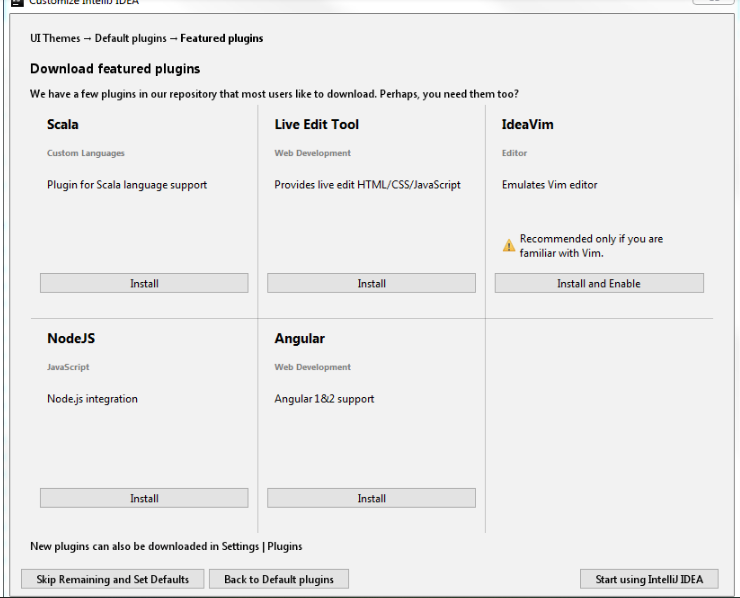 Customize IntelliJ IDEA
UI Themes → Default plugins → Featured plugins
Download featured plugins
We have a few plugins in our repository that most users like to download. Perhaps, you need them too?
Scala
Custom Languages
Plugin for Scala language support
Install
Live Edit Tool
Web Development
Provides live edit HTML/CSS/JavaScript
Install
IdeaVim
Editor
Emulates Vim editor
Recommended only if you are
familiar with Vim.
Install and Enable
NodeJS
JavaScript
Node.js integration
Install
Angular
Web Development
Angular 1&2 support
Install
New plugins can also be downloaded in Settings | Plugins
Skip Remaining and Set Defaults
Back to Default plugins
Start using IntelliJ IDEA